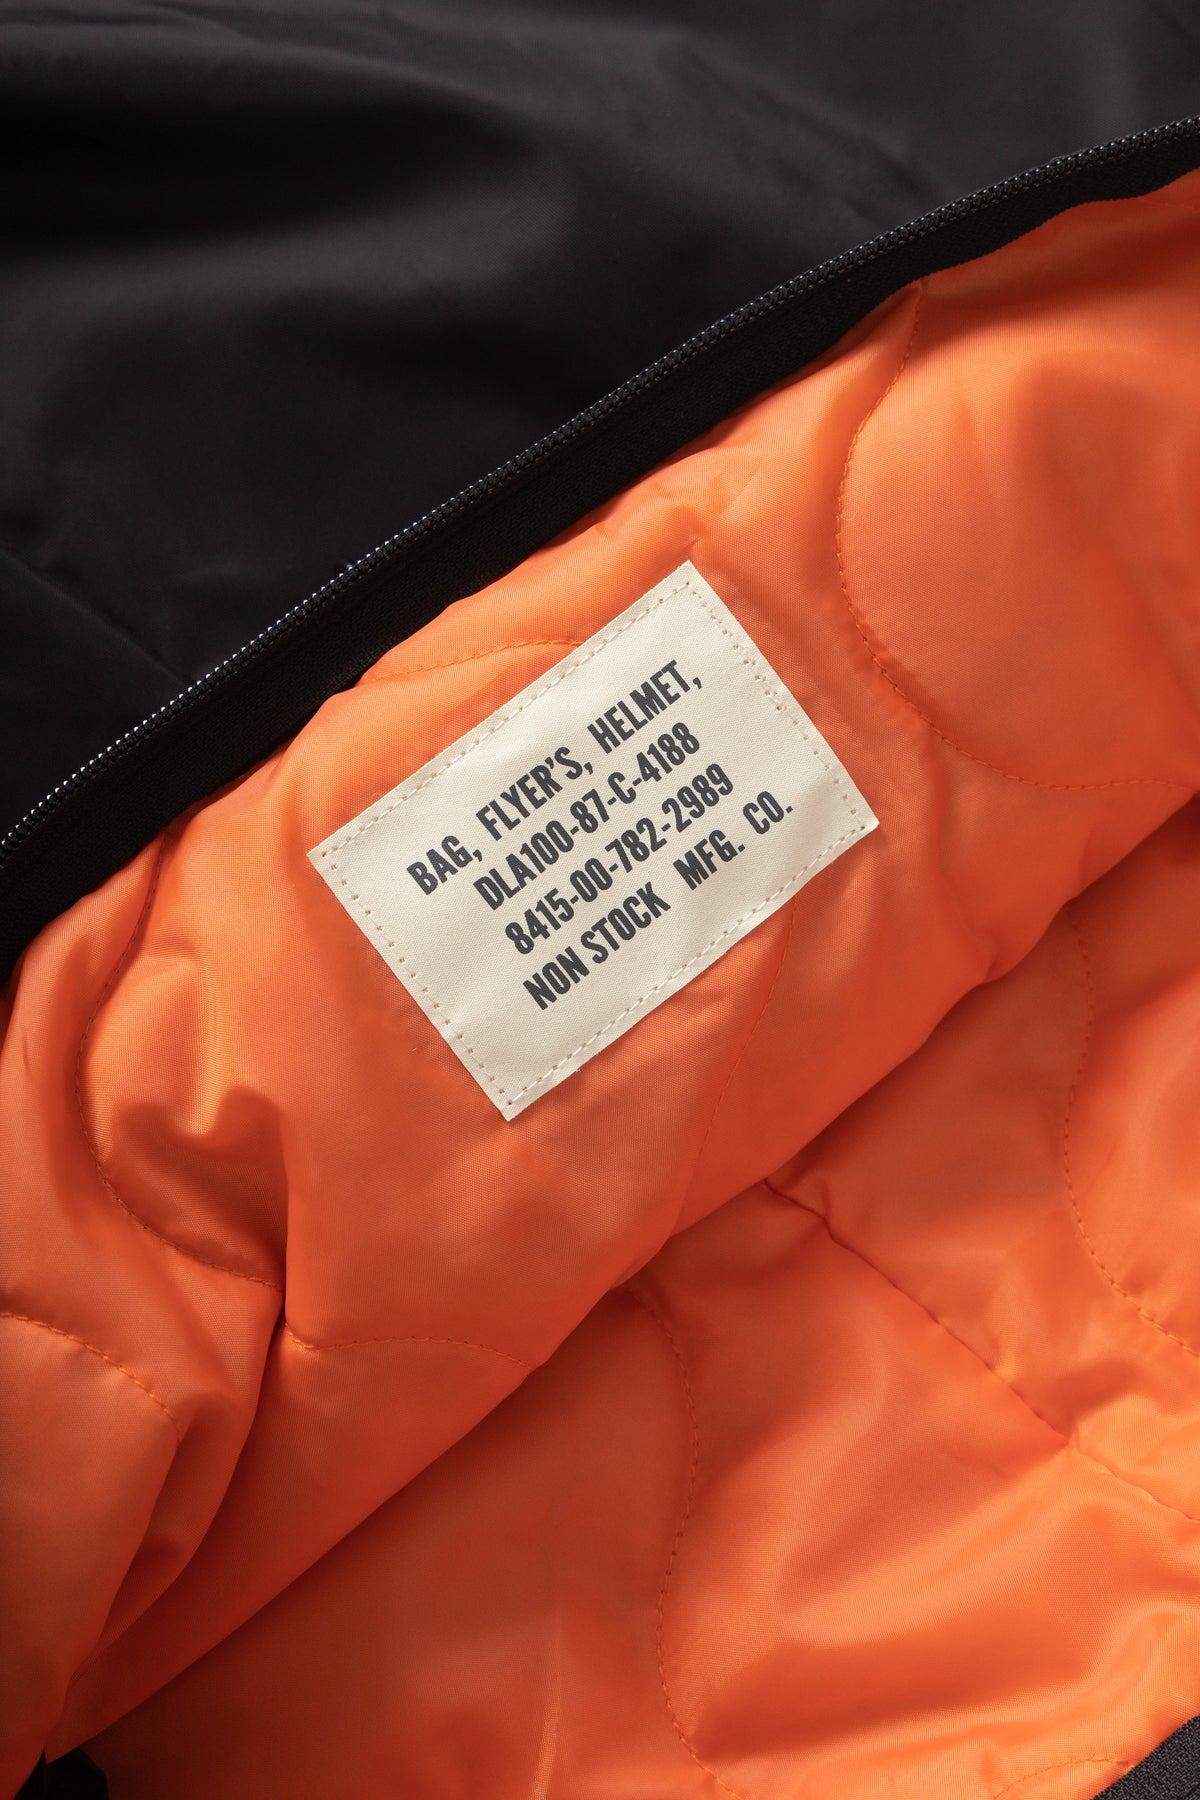 BAG, FLYER'S, HELMET,
DLA100-87-C-4188
8415-00-782-2989
NON STOCK MFG. CO.